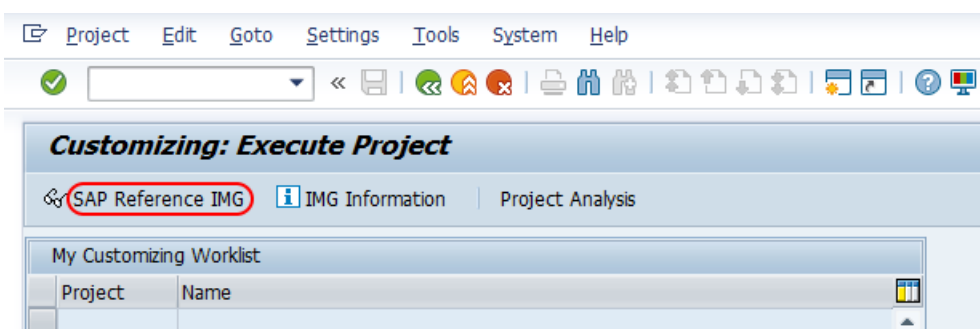 Project Edit Goto Settings Tools System Help
Customizing: Execute Project
SAP Reference IMG IMG Information Project Analysis
My Customizing Worklist
Project Name